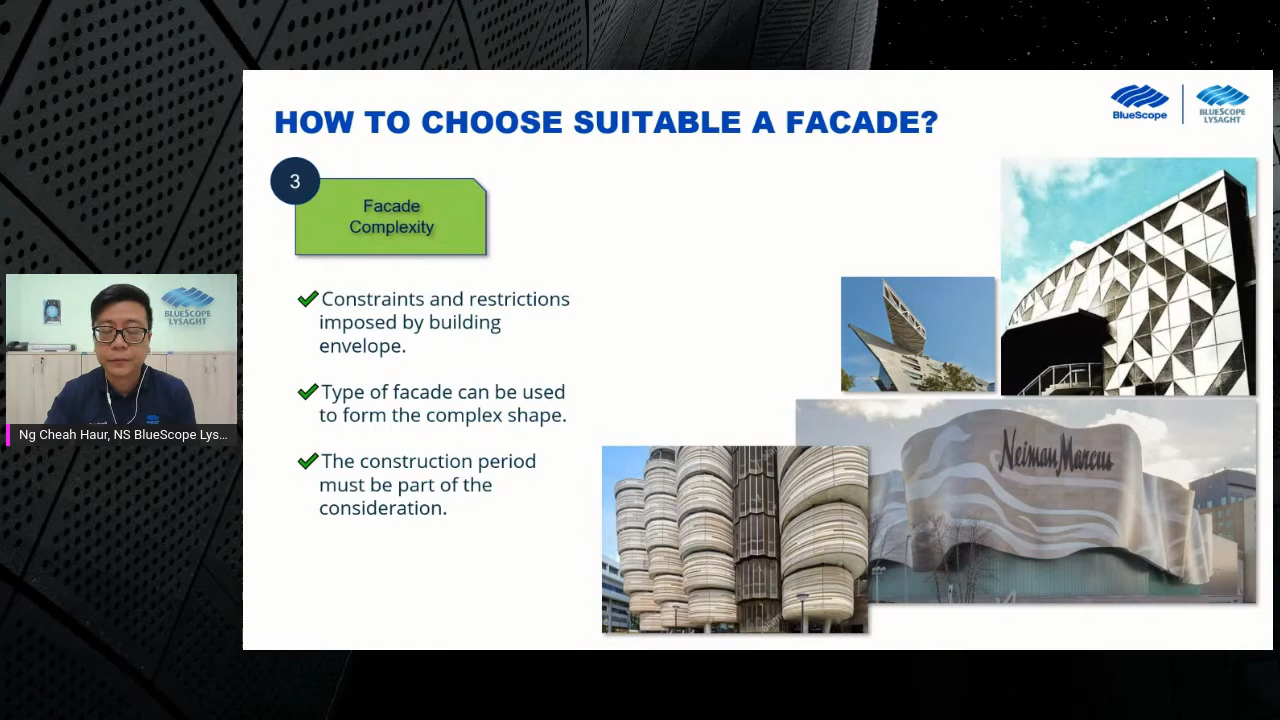 HOW TO CHOOSE SUITABLE A FACADE?
BlueScope
BLUESCOPE
LYSAGHT
3
Facade
Complexity
Constraints and restrictions
imposed by building
envelope.
Type of facade can be used
to form the complex shape.
The construction period
must be part of the
consideration.
Neiman Marcus
BLUESCOPE
LYSAGHT
Ng Cheah Haur, NS BlueScope Lys...